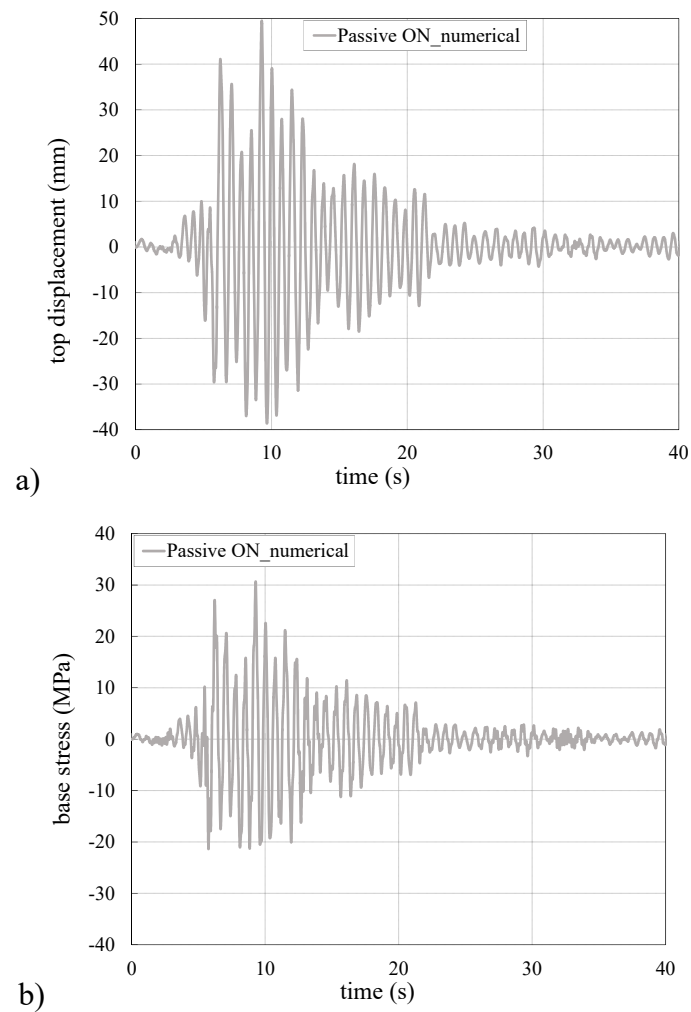 50
Passive ON_numerical
40
30
20
10
0
-10
-20
-30
-40
top displacement (mm)
0 10 20 30 40
time (s)
a)
40
Passive ON_numerical
30
20
10
0
-10
-20
-30
-40
base stress (MPa)
0 10 20 30 40
time (s)
b)